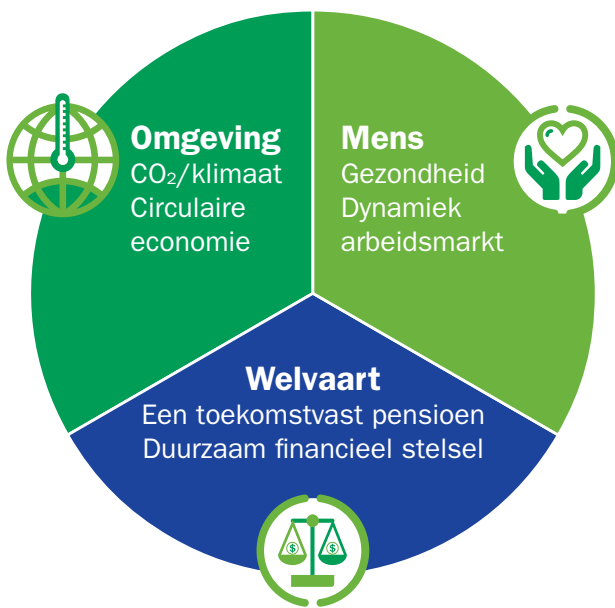 Omgeving
CO₂/klimaat
Circulaire
economie
Mens
Gezondheid
Dynamiek
arbeidsmarkt
Welvaart
Een toekomstvast pensioen
Duurzaam financieel stelsel
$ $